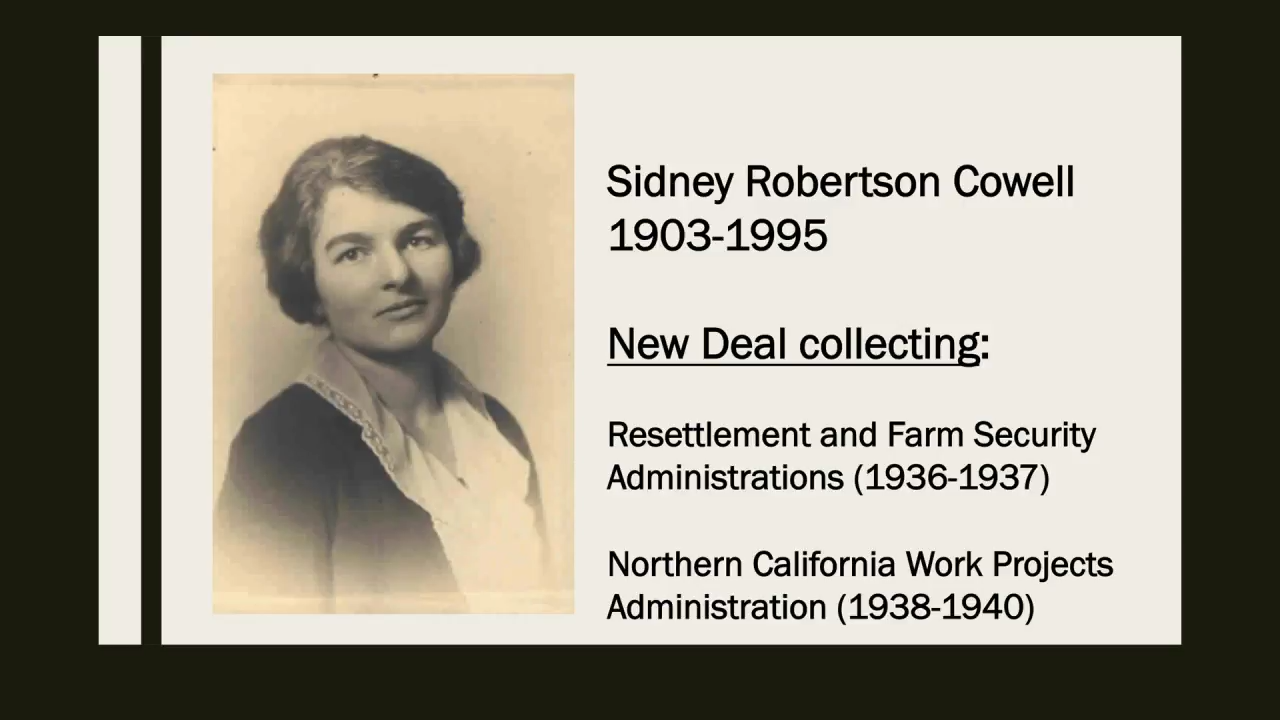 Sidney Robertson Cowell
1903-1995
New Deal collecting:
Resettlement and Farm Security
Administrations (1936-1937)
Northern California Work Projects
Administration (1938-1940)